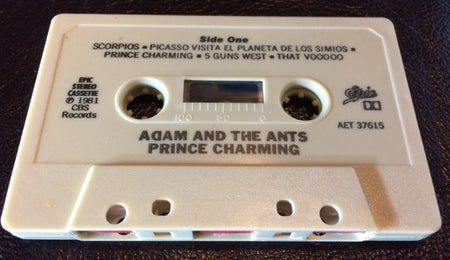 Side One
SCORPIOS • PICASSO VISITA EL PLANETA DE LOS SIMIOS •
PRINCE CHARMING • 5 GUNS WEST • THAT VOODOO
EPIC
STEREO
CASSETTE
℗ 1981
CBS
Records
Epic
AET 37615
100 50 0
ADAM AND THE ANTS
PRINCE CHARMING